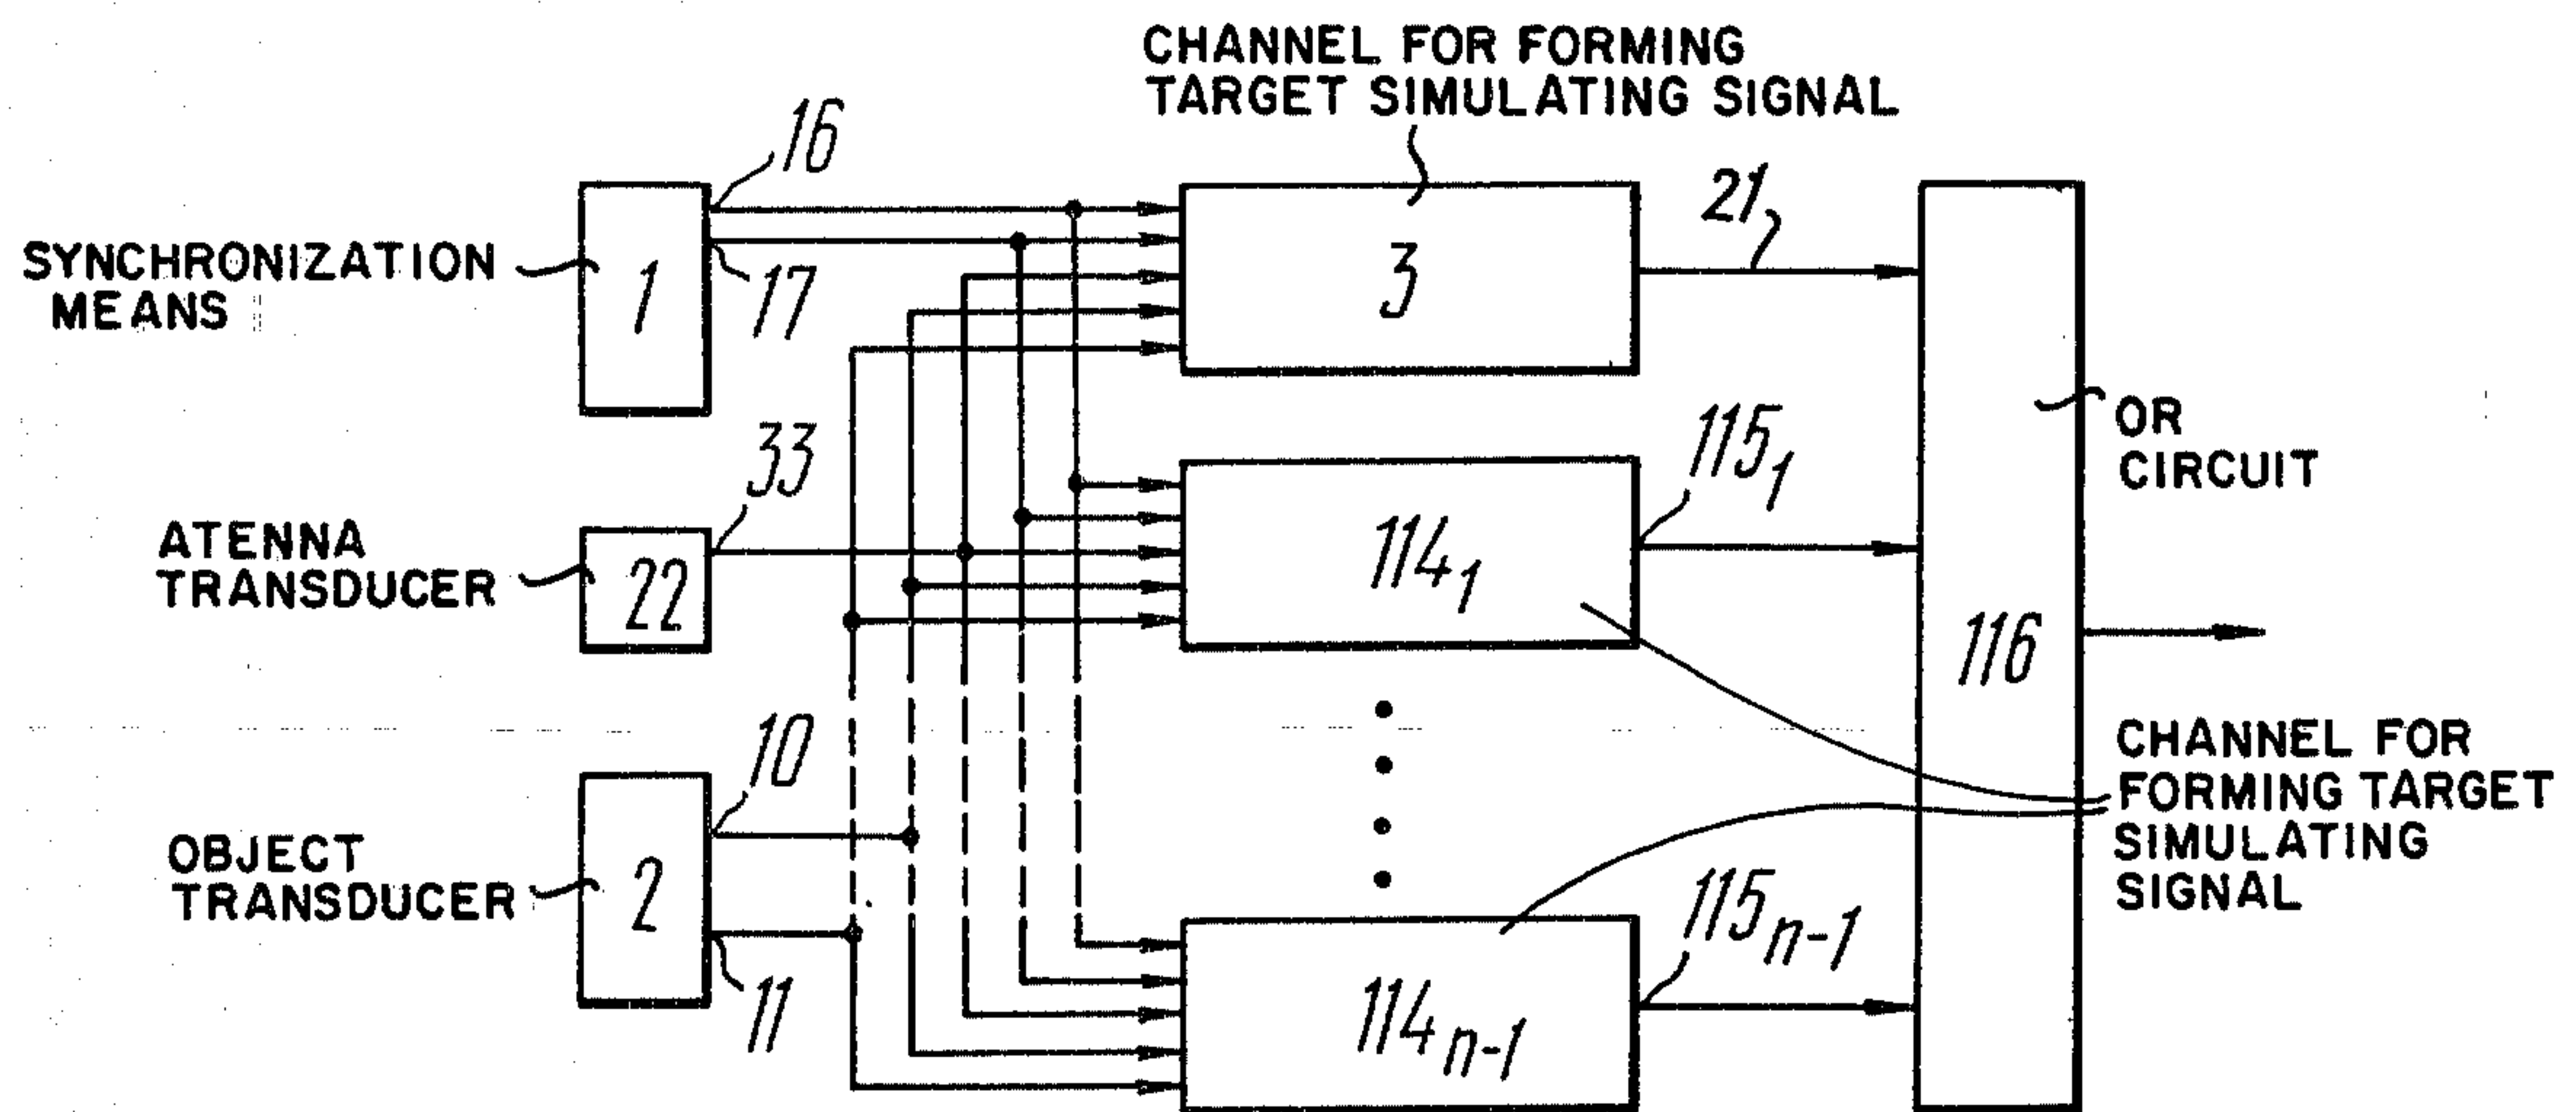 CHANNEL FOR FORMING
TARGET SIMULATING SIGNAL
16
21
SYNCHRONIZATION
MEANS
1
17
3
OR
CIRCUIT
33
115₁
ATENNA
TRANSDUCER
22
114₁
116
10
CHANNEL FOR
FORMING TARGET
SIMULATING
SIGNAL
OBJECT
TRANSDUCER
2
11
115ₙ₋₁
114ₙ₋₁